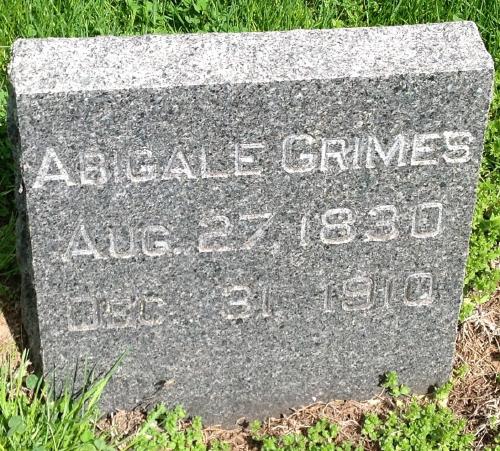 ABIGALE GRIMES
AUG. 27, 1830
DEC 31 1910